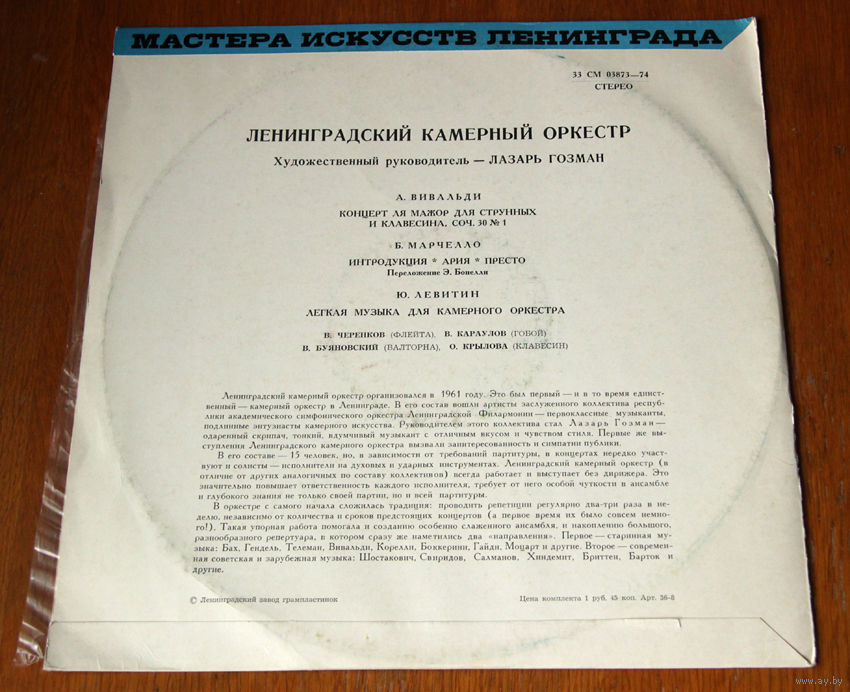 МАСТЕРА ИСКУССТВ ЛЕНИНГРАДА
33 СМ 03873—74
СТЕРЕО
ЛЕНИНГРАДСКИЙ КАМЕРНЫЙ ОРКЕСТР
Художественный руководитель — ЛАЗАРЬ ГОЗМАН
А. ВИВАЛЬДИ
КОНЦЕРТ ЛЯ МАЖОР ДЛЯ СТРУННЫХ
И КЛАВЕСИНА, СОЧ. 30 № 1
Б. МАРЧЕЛЛО
ИНТРОДУКЦИЯ * АРИЯ * ПРЕСТО
Переложение Э. Бонелли
Ю. ЛЕВИТИН
ЛЕГКАЯ МУЗЫКА ДЛЯ КАМЕРНОГО ОРКЕСТРА
В. ЧЕРЕНКОВ (ФЛЕЙТА), В. КАРАУЛОВ (ГОБОЙ)
В. БУЯНОВСКИЙ (ВАЛТОРНА), О. КРЫЛОВА (КЛАВЕСИН)
Ленинградский камерный оркестр организовался в 1961 году. Это был первый — и в то время единст-
венный — камерный оркестр в Ленинграде. В его состав вошли артисты заслуженного коллектива респуб-
лики академического симфонического оркестра Ленинградской Филармонии — первоклассные музыканты,
подлинные энтузиасты камерного искусства. Руководителем этого коллектива стал Лазарь Гозман —
одаренный скрипач, тонкий, вдумчивый музыкант с отличным вкусом и чувством стиля. Первые же вы-
ступления Ленинградского камерного оркестра вызвали заинтересованность и симпатии публики.
В его составе — 15 человек, но, в зависимости от требований партитуры, в концертах нередко участ-
вуют и солисты — исполнители на духовых и ударных инструментах. Ленинградский камерный оркестр (в
отличие от других аналогичных по составу коллективов) всегда работает и выступает без дирижера. Это
значительно повышает ответственность каждого исполнителя, требует от него особой чуткости в ансамбле
и глубокого знания не только своей партии, но и всей партитуры.
В оркестре с самого начала сложилась традиция: проводить репетиции регулярно два-три раза в не-
делю, независимо от количества и сроков предстоящих концертов (а первое время их было совсем немно-
го!). Такая упорная работа помогала и созданию особенно слаженного ансамбля, и накоплению большого,
разнообразного репертуара, в котором сразу же наметились два «направления». Первое — старинная му-
зыка: Бах, Гендель, Телеман, Вивальди, Корелли, Боккерини, Гайдн, Моцарт и другие. Второе — современ-
ная советская и зарубежная музыка: Шостакович, Свиридов, Салманов, Хиндемит, Бриттен, Барток и
другие.
© Ленинградский завод грампластинок
Цена комплекта 1 руб. 45 коп. Арт. 36-8
www.ay.by